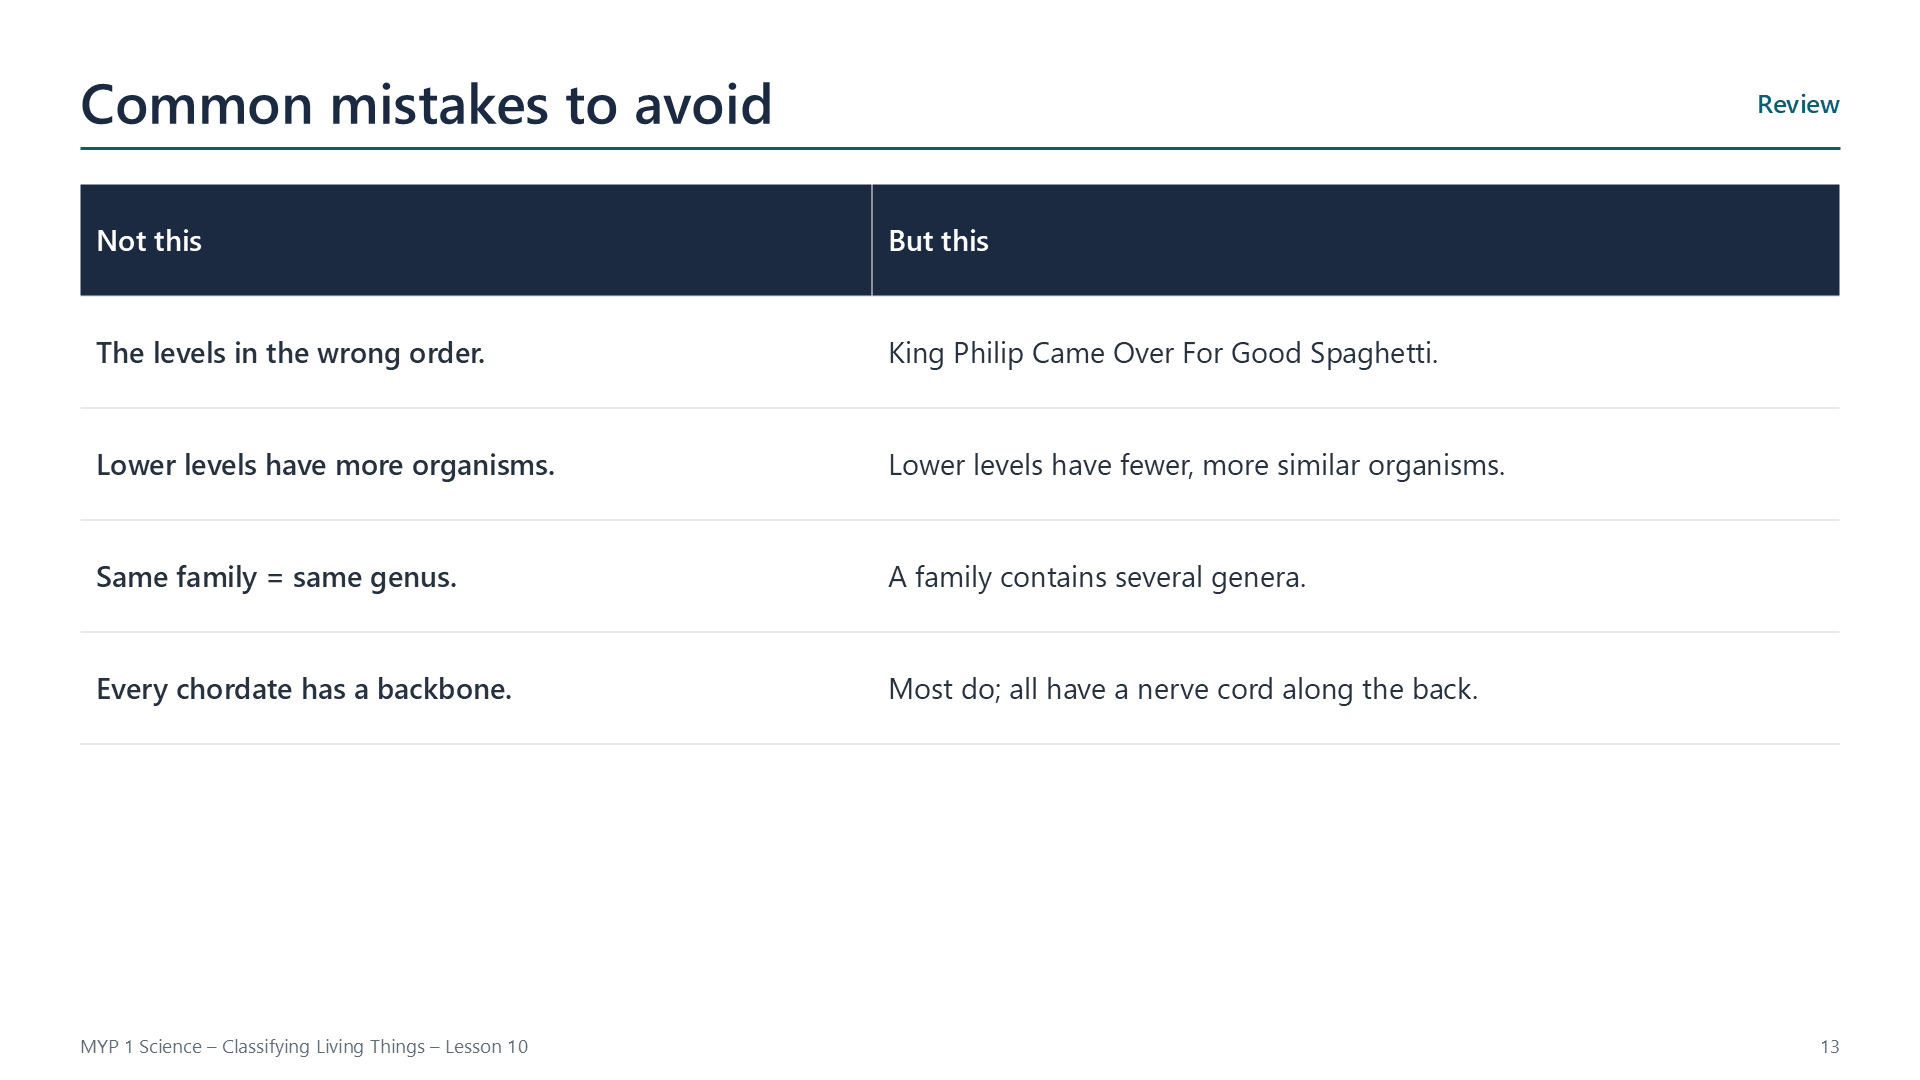 Common mistakes to avoid
Review
Not this
But this
The levels in the wrong order.
King Philip Came Over For Good Spaghetti.
Lower levels have more organisms.
Lower levels have fewer, more similar organisms.
Same family = same genus.
A family contains several genera.
Every chordate has a backbone.
Most do; all have a nerve cord along the back.
MYP 1 Science – Classifying Living Things – Lesson 10
13